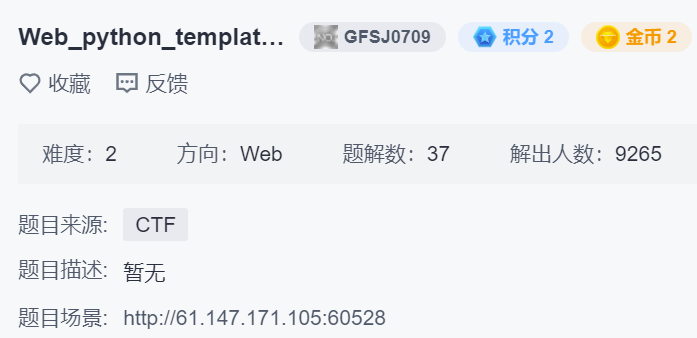 Web_python_templat... GFSJ0709 积分 2 金币 2
收藏 反馈
难度：2 方向：Web 题解数：37 解出人数：9265
题目来源: CTF
题目描述: 暂无
题目场景: http://61.147.171.105:60528